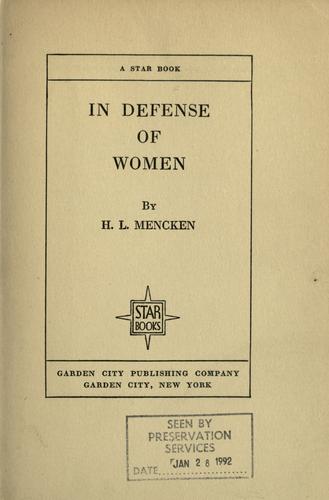 A STAR BOOK
IN DEFENSE
OF
WOMEN
By
H. L. MENCKEN
STAR
BOOKS
GARDEN CITY PUBLISHING COMPANY
GARDEN CITY, NEW YORK
SEEN BY
PRESERVATION
SERVICES
DATE JAN 28 1992